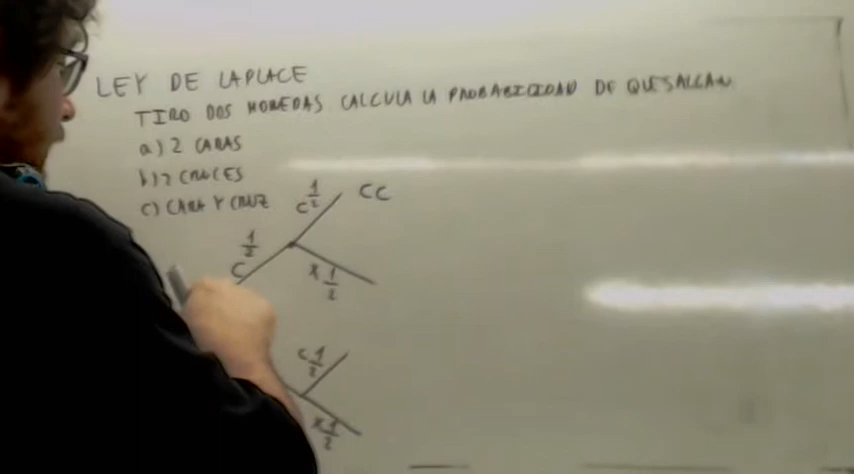 LEY DE LAPLACE
TIRO DOS MONEDAS CALCULA LA PROBABILIDAD DE QUE SALGAN
a) 2 CARAS
b) 2 CRUCES
c) CARA Y CRUZ
C 1/2 CC
1/2
C
X 1/2
C 1/2
X 1/2